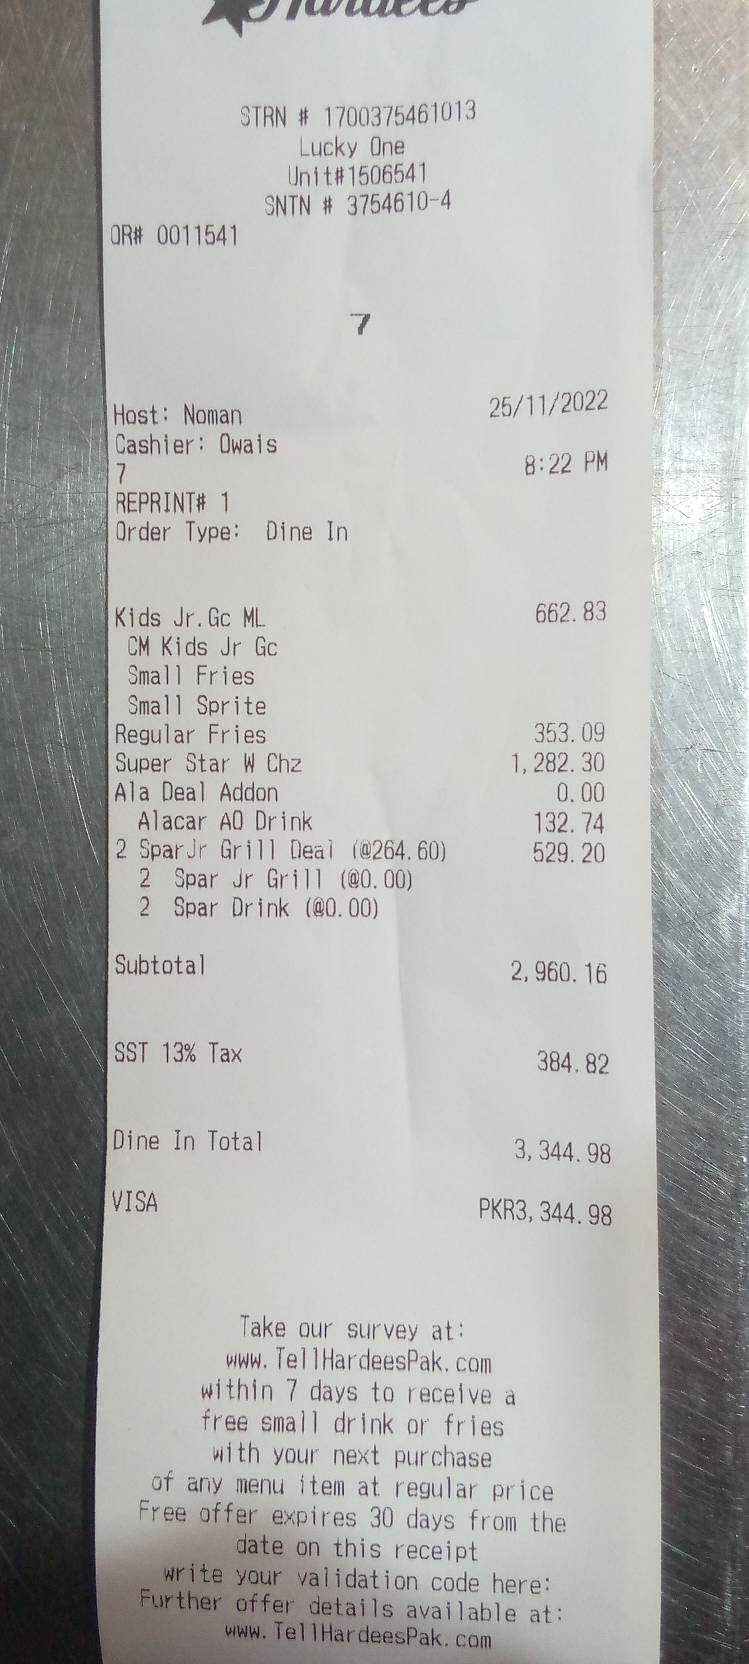 Hardees
STRN # 1700375461013
Lucky One
Unit#1506541
SNTN # 3754610-4
OR# 0011541
7
Host: Noman 25/11/2022
Cashier: Owais
7 8:22 PM
REPRINT# 1
Order Type: Dine In
Kids Jr.Gc ML 662.83
CM Kids Jr Gc
Small Fries
Small Sprite
Regular Fries 353.09
Super Star W Chz 1,282.30
Ala Deal Addon 0.00
Alacar AO Drink 132.74
2 SparJr Grill Deal (@264.60) 529.20
2 Spar Jr Grill (@0.00)
2 Spar Drink (@0.00)
Subtotal 2,960.16
SST 13% Tax 384.82
Dine In Total 3,344.98
VISA PKR3,344.98
Take our survey at:
www.TellHardeesPak.com
within 7 days to receive a
free small drink or fries
with your next purchase
of any menu item at regular price
Free offer expires 30 days from the
date on this receipt
write your validation code here:
Further offer details available at:
www.TellHardeesPak.com